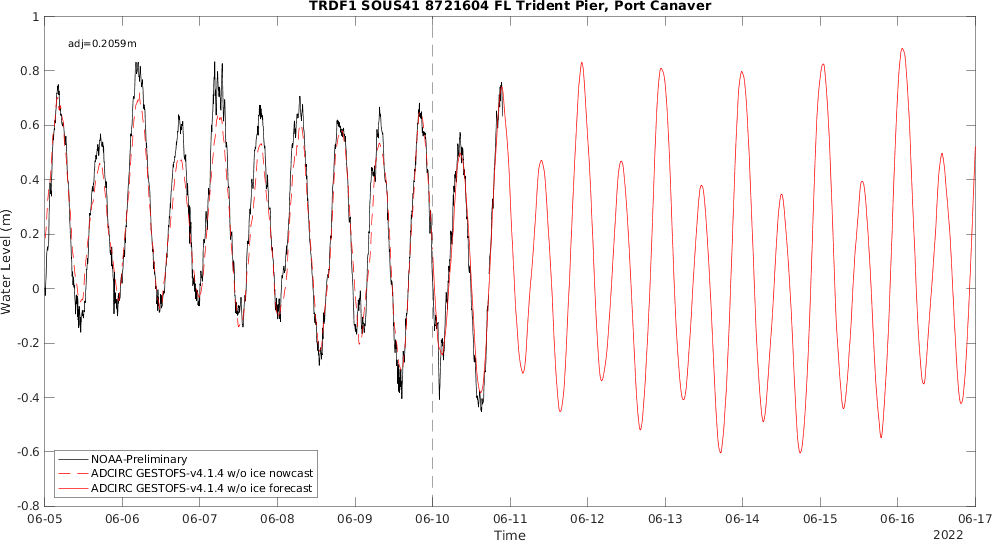 TRDF1 SOUS41 8721604 FL Trident Pier, Port Canaver
adj=0.2059m
1
0.8
0.6
0.4
0.2
0
-0.2
-0.4
-0.6
-0.8
Water Level (m)
NOAA-Preliminary
ADCIRC GESTOFS-v4.1.4 w/o ice nowcast
ADCIRC GESTOFS-v4.1.4 w/o ice forecast
06-05 06-06 06-07 06-08 06-09 06-10 06-11 06-12 06-13 06-14 06-15 06-16 06-17
Time
2022